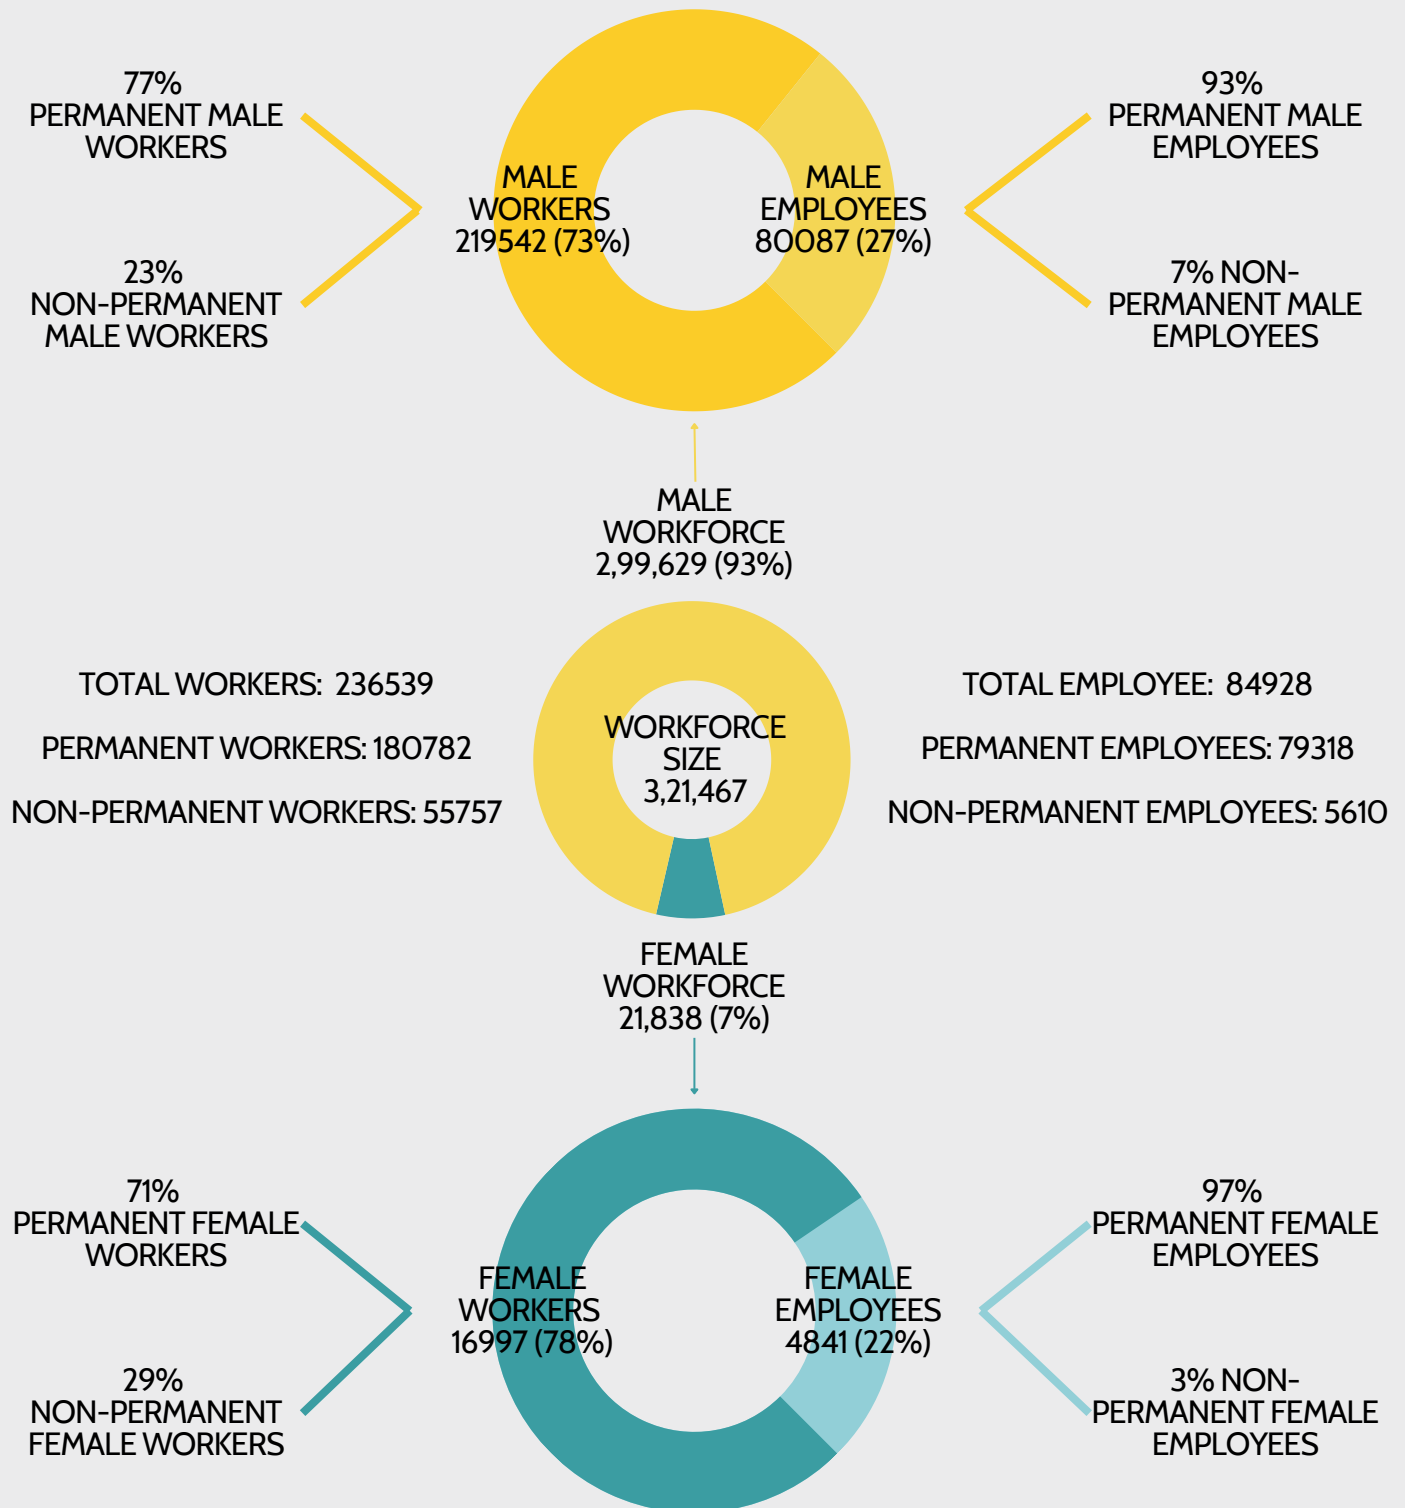 77%
PERMANENT MALE
WORKERS
23%
NON-PERMANENT
MALE WORKERS
MALE
WORKERS
219542 (73%)
MALE
EMPLOYEES
80087 (27%)
93%
PERMANENT MALE
EMPLOYEES
7% NON-
PERMANENT MALE
EMPLOYEES
MALE
WORKFORCE
2,99,629 (93%)
TOTAL WORKERS: 236539
PERMANENT WORKERS: 180782
NON-PERMANENT WORKERS: 55757
WORKFORCE
SIZE
3,21,467
TOTAL EMPLOYEE: 84928
PERMANENT EMPLOYEES: 79318
NON-PERMANENT EMPLOYEES: 5610
FEMALE
WORKFORCE
21,838 (7%)
71%
PERMANENT FEMALE
WORKERS
29%
NON-PERMANENT
FEMALE WORKERS
FEMALE
WORKERS
16997 (78%)
FEMALE
EMPLOYEES
4841 (22%)
97%
PERMANENT FEMALE
EMPLOYEES
3% NON-
PERMANENT FEMALE
EMPLOYEES